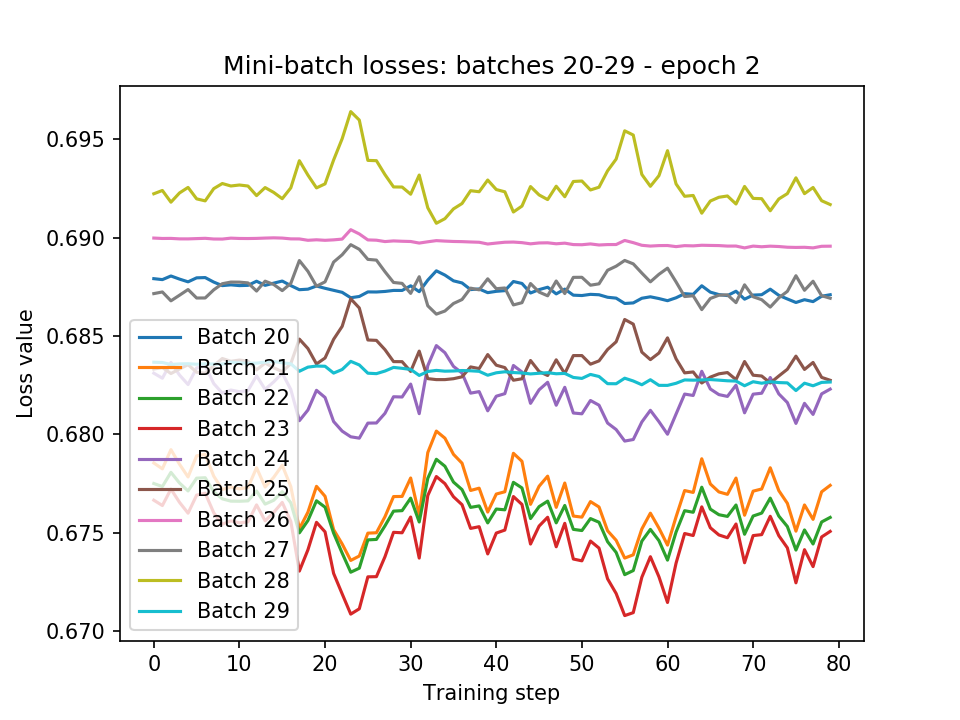 Mini-batch losses: batches 20-29 - epoch 2
Loss value
0.695
0.690
0.685
0.680
0.675
0.670
Batch 20
Batch 21
Batch 22
Batch 23
Batch 24
Batch 25
Batch 26
Batch 27
Batch 28
Batch 29
0 10 20 30 40 50 60 70 80
Training step